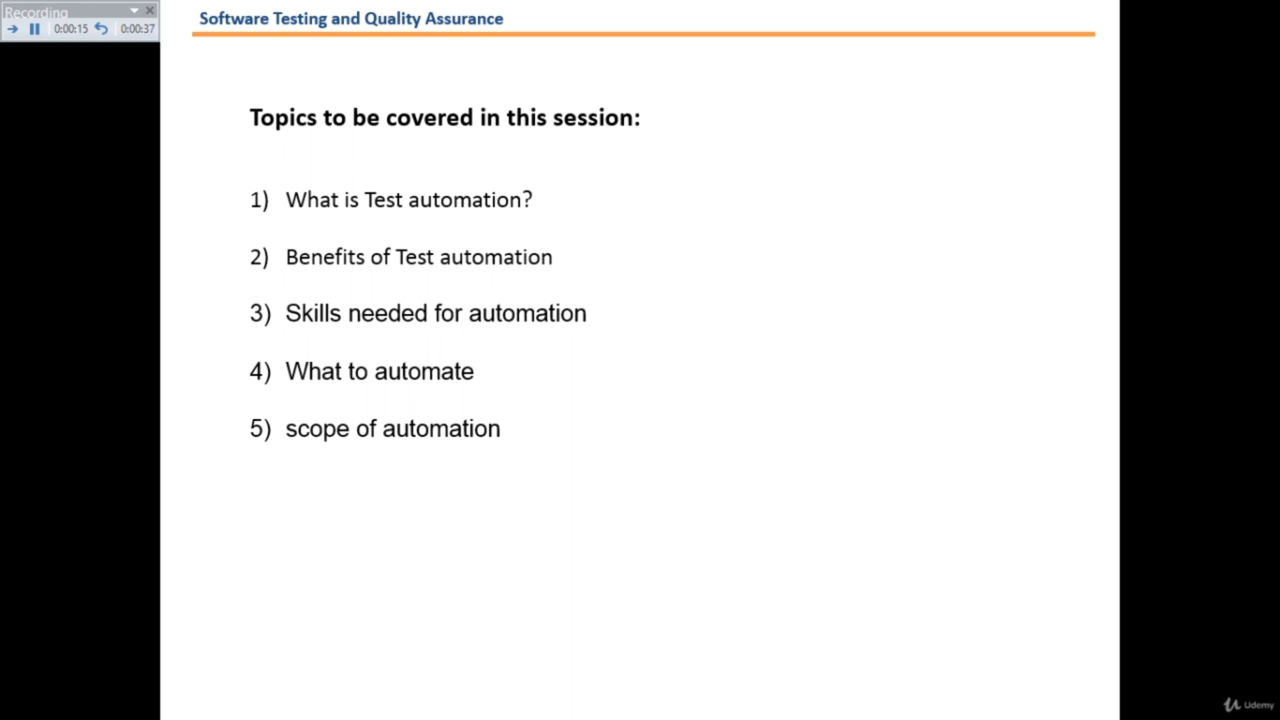 Recording
0:00:15 0:00:37
Software Testing and Quality Assurance
Topics to be covered in this session:
1) What is Test automation?
2) Benefits of Test automation
3) Skills needed for automation
4) What to automate
5) scope of automation
Udemy